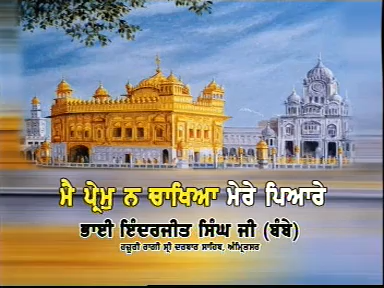 ਮੈ ਪ੍ਰੇਮੁ ਨ ਚਾਖਿਆ ਮੇਰੇ ਪਿਆਰੇ
ਭਾਈ ਇੰਦਰਜੀਤ ਸਿੰਘ ਜੀ (ਬੰਬੇ)
ਹਜ਼ੂਰੀ ਰਾਗੀ ਸ੍ਰੀ ਦਰਬਾਰ ਸਾਹਿਬ, ਅੰਮ੍ਰਿਤਸਰ